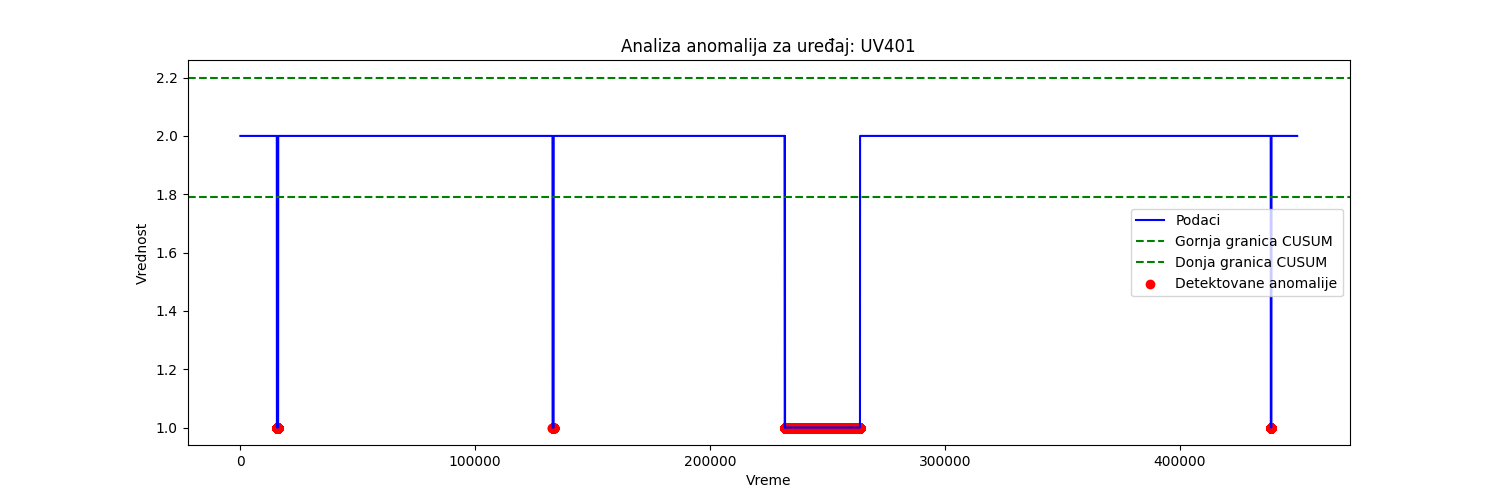 Analiza anomalija za uređaj: UV401
Vrednost
2.2
2.0
1.8
1.6
1.4
1.2
1.0
Podaci
Gornja granica CUSUM
Donja granica CUSUM
Detektovane anomalije
0 100000 200000 300000 400000
Vreme